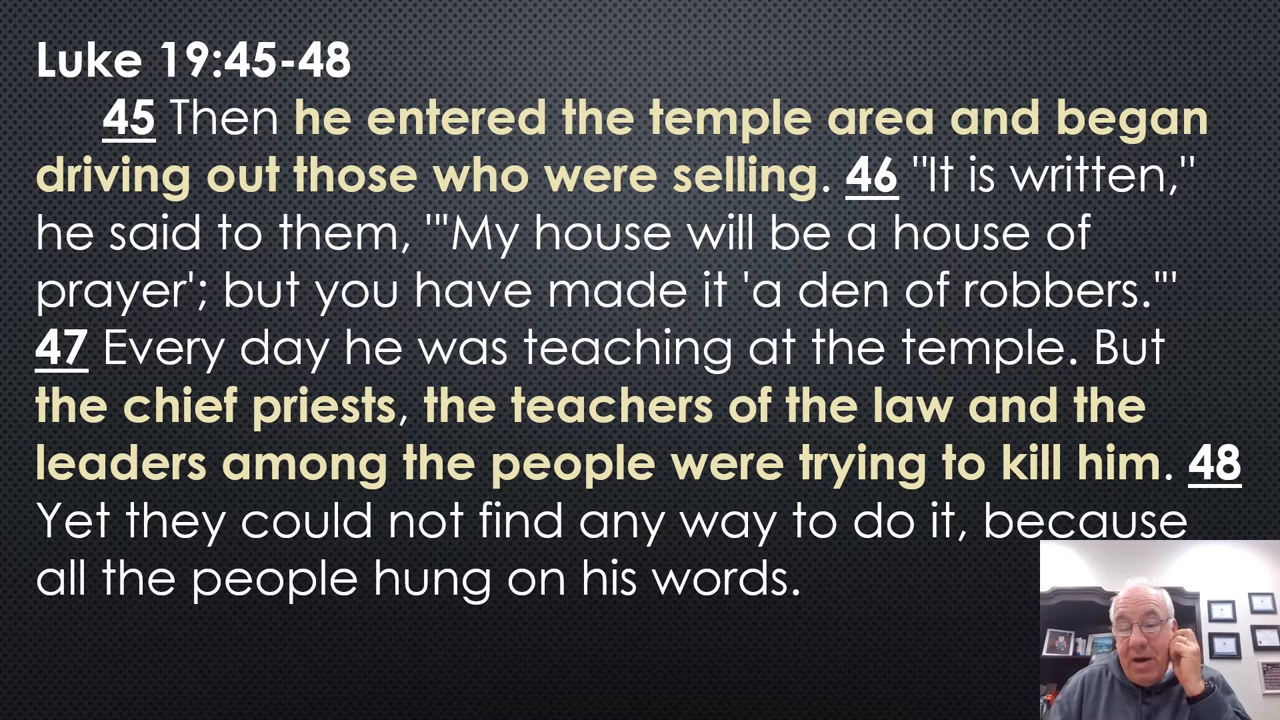 Luke 19:45-48
45 Then he entered the temple area and began
driving out those who were selling. 46 "It is written,"
he said to them, "'My house will be a house of
prayer'; but you have made it 'a den of robbers.'"
47 Every day he was teaching at the temple. But
the chief priests, the teachers of the law and the
leaders among the people were trying to kill him. 48
Yet they could not find any way to do it, because
all the people hung on his words.